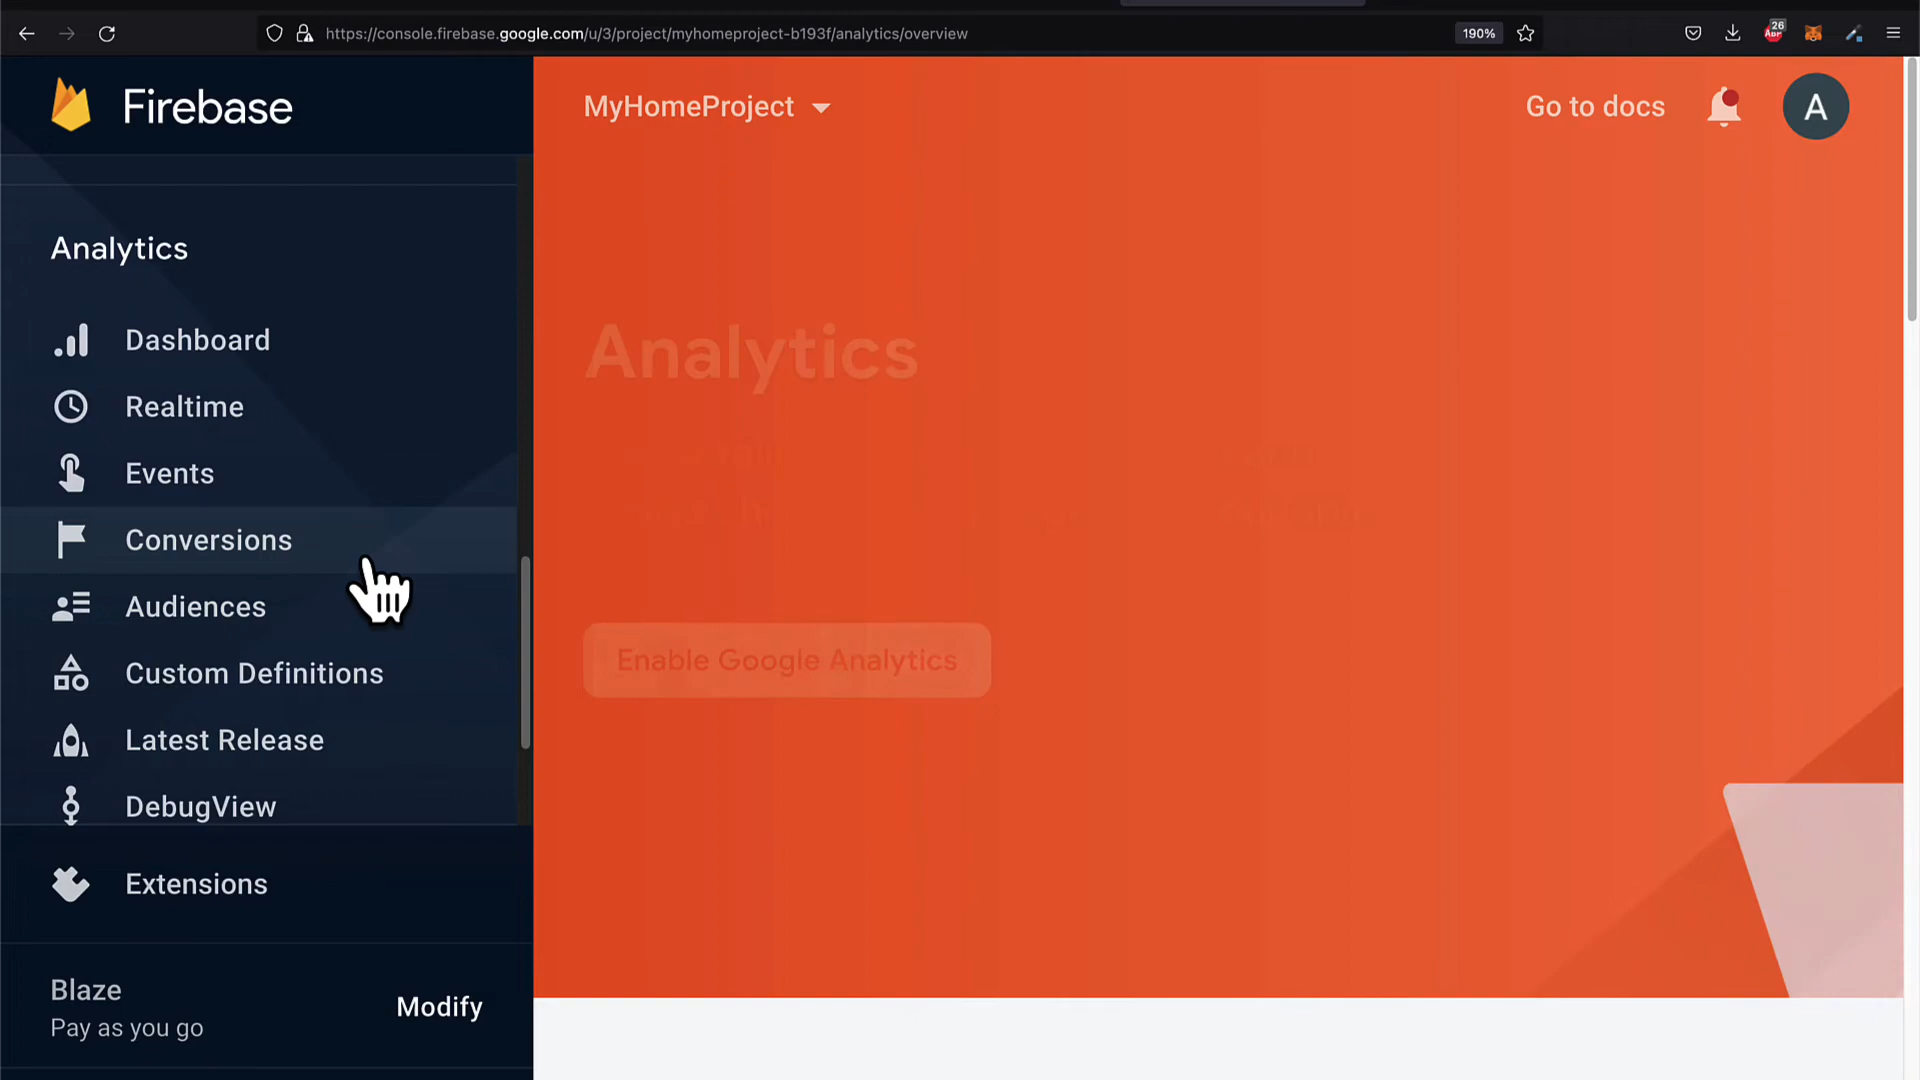 https://console.firebase.google.com/u/3/project/myhomeproject-b193f/analytics/overview
190%
26
ABP
Firebase
MyHomeProject
Go to docs
A
Analytics
Dashboard
Realtime
Events
Conversions
Audiences
Custom Definitions
Latest Release
DebugView
Extensions
Blaze
Pay as you go
Modify
Analytics
Enable Google Analytics